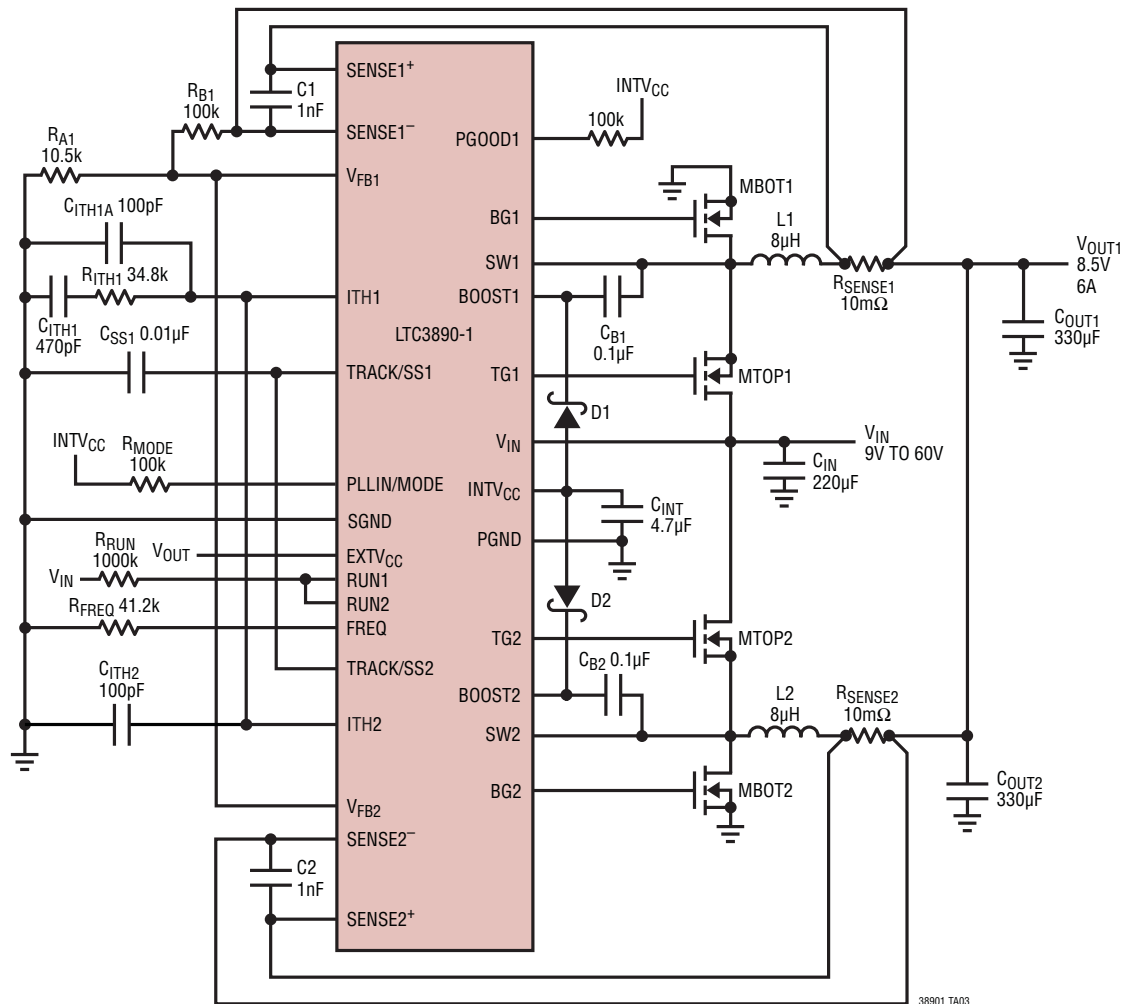 SENSE1+
C1
1nF
INTVCC
RB1
100k
SENSE1–
PGOOD1
100k
RA1
10.5k
VFB1
MBOT1
CITH1A 100pF
BG1
L1
8µH
VOUT1
8.5V
6A
SW1
RITH1 34.8k
RSENSE1
10mΩ
ITH1
BOOST1
CITH1
470pF
CB1
0.1µF
COUT1
330µF
CSS1 0.01µF
LTC3890-1
TRACK/SS1
TG1
MTOP1
D1
INTVCC
RMODE
100k
VIN
VIN
9V TO 60V
CIN
220µF
PLLIN/MODE
INTVCC
CINT
4.7µF
SGND
PGND
RRUN
1000k
VOUT
EXTVCC
VIN
RUN1
RUN2
D2
RFREQ 41.2k
FREQ
TG2
MTOP2
CITH2
100pF
TRACK/SS2
CB2 0.1µF
BOOST2
L2
8µH
RSENSE2
10mΩ
ITH2
SW2
BG2
MBOT2
COUT2
330µF
VFB2
SENSE2–
C2
1nF
SENSE2+
38901 TA03